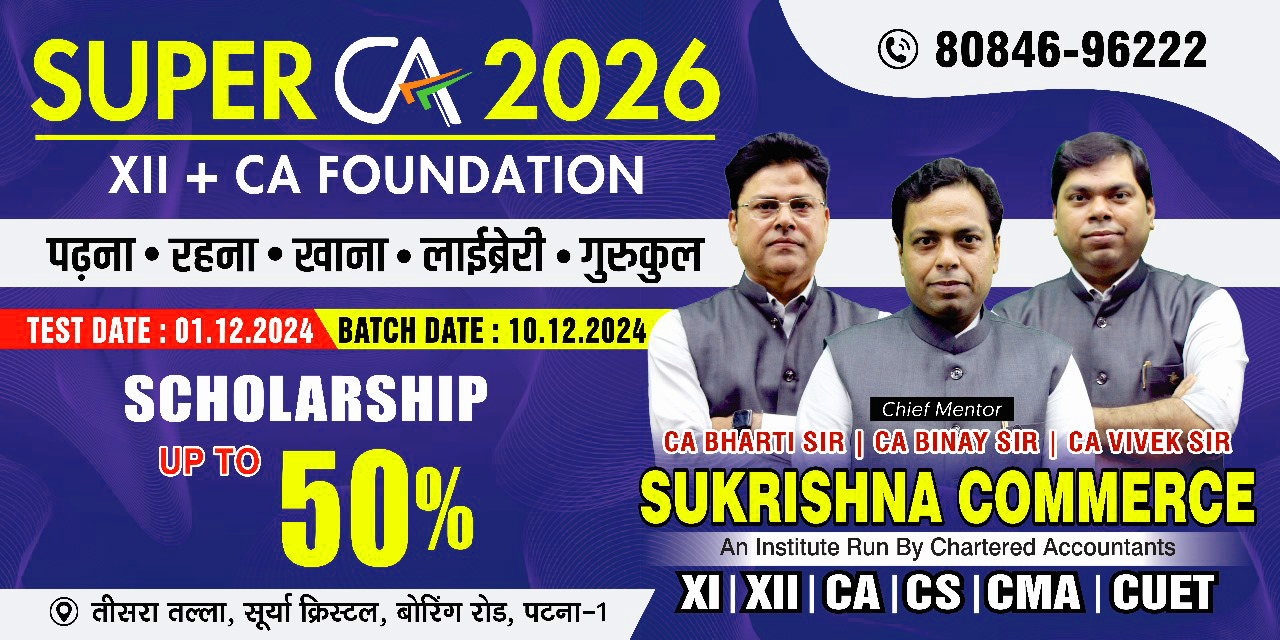 SUPER CA 2026
80846-96222
XII + CA FOUNDATION
पढ़ना • रहना • खाना • लाईब्रेरी • गुरुकुल
TEST DATE : 01.12.2024 BATCH DATE : 10.12.2024
SCHOLARSHIP
UP TO 50%
Chief Mentor
CA BHARTI SIR | CA BINAY SIR | CA VIVEK SIR
SUKRISHNA COMMERCE
An Institute Run By Chartered Accountants
XI | XII | CA | CS | CMA | CUET
तीसरा तल्ला, सूर्या क्रिस्टल, बोरिंग रोड, पटना-1